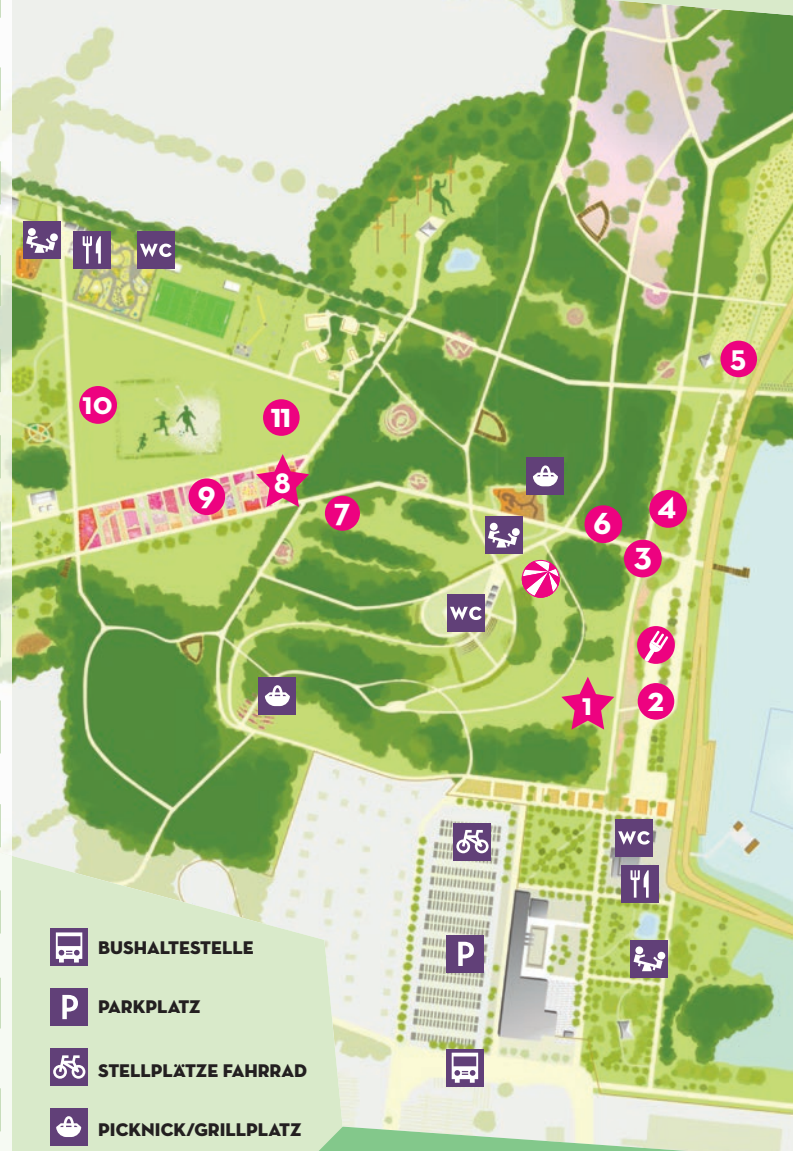 WC
5
10
11
8
9
7
4
6
3
WC
1
2
WC
P
BUSHALTESTELLE
P PARKPLATZ
STELLPLÄTZE FAHRRAD
PICKNICK/GRILLPLATZ